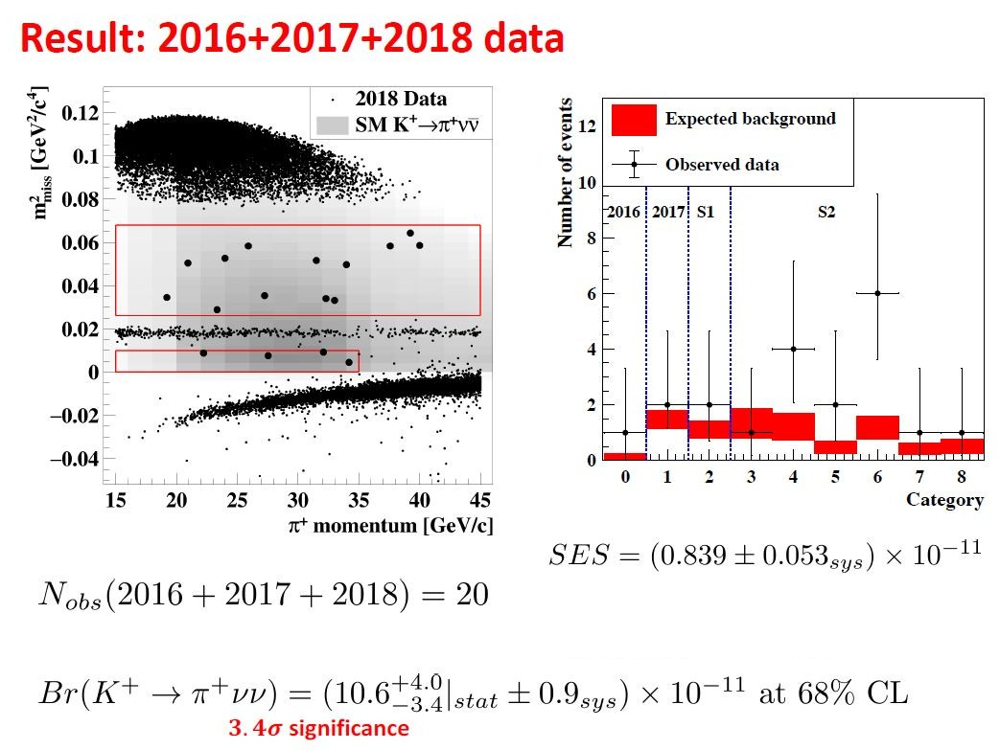 Result: 2016+2017+2018 data
m²miss [GeV²/c⁴]
0.12
0.1
0.08
0.06
0.04
0.02
0
−0.02
−0.04
2018 Data
SM K⁺→π⁺νν̅
15 20 25 30 35 40 45
π⁺ momentum [GeV/c]
Number of events
12
10
8
6
4
2
0
Expected background
Observed data
2016 2017 S1 S2
0 1 2 3 4 5 6 7 8
Category
SES = (0.839 ± 0.053sys) × 10⁻¹¹
Nobs(2016 + 2017 + 2018) = 20
Br(K⁺ → π⁺νν) = (10.6 +4.0 −3.4|stat ± 0.9sys) × 10⁻¹¹ at 68% CL
3.4σ significance